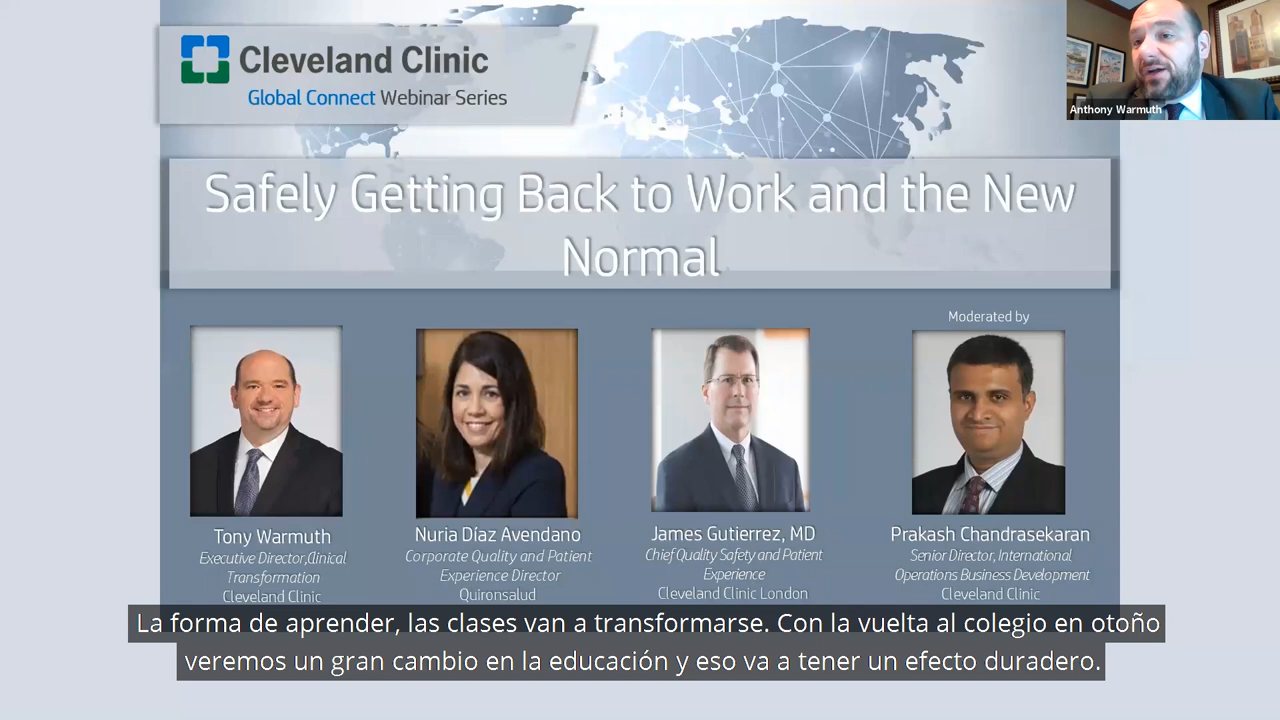 Cleveland Clinic
Global Connect Webinar Series
Anthony Warmuth
Safely Getting Back to Work and the New
Normal
Moderated by
Tony Warmuth
Executive Director,Clinical
Transformation
Cleveland Clinic
Nuria Díaz Avendano
Corporate Quality and Patient
Experience Director
Quironsalud
James Gutierrez, MD
Chief Quality Safety and Patient
Experience
Cleveland Clinic London
Prakash Chandrasekaran
Senior Director, International
Operations Business Development
Cleveland Clinic
La forma de aprender, las clases van a transformarse. Con la vuelta al colegio en otoño
veremos un gran cambio en la educación y eso va a tener un efecto duradero.